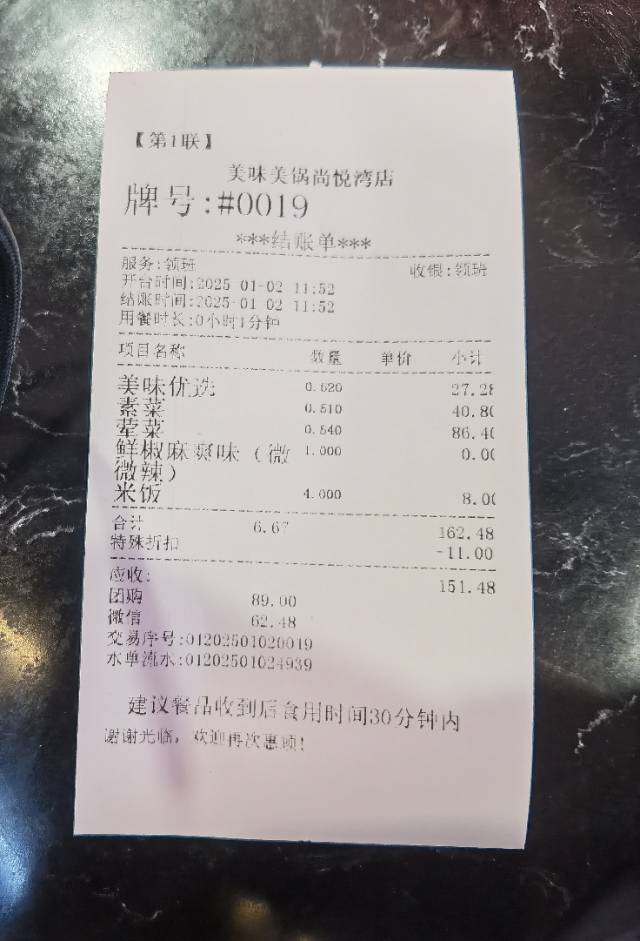 【第1联】
美味美锅尚悦湾店
牌号:#0019
***结账单***
服务:领班 收银:领班
开台时间:2025-01-02 11:52
结账时间:2025-01-02 11:52
用餐时长:0小时1分钟
项目名称 数量 单价 小计
美味优选 0.620 27.28
素菜 0.510 40.80
荤菜 0.540 86.40
鲜椒麻爽味（微 1.000 0.00
微辣）
米饭 4.000 8.00
合计 6.67 162.48
特殊折扣 -11.00
应收: 151.48
团购 89.00
微信 62.48
交易序号:01202501020019
水单流水:01202501024939
建议餐品收到后食用时间30分钟内
谢谢光临，欢迎再次惠顾!